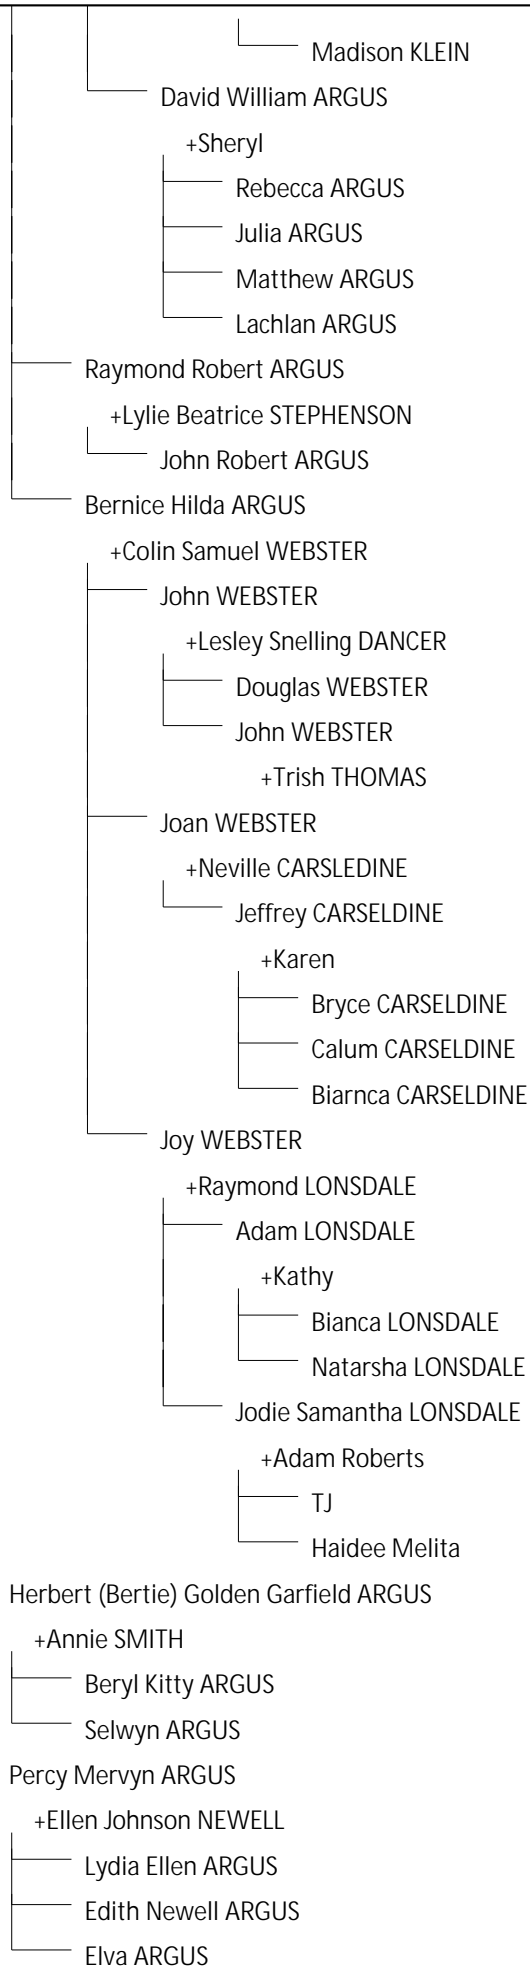 Madison KLEIN
David William ARGUS
+Sheryl
Rebecca ARGUS
Julia ARGUS
Matthew ARGUS
Lachlan ARGUS
Raymond Robert ARGUS
+Lylie Beatrice STEPHENSON
John Robert ARGUS
Bernice Hilda ARGUS
+Colin Samuel WEBSTER
John WEBSTER
+Lesley Snelling DANCER
Douglas WEBSTER
John WEBSTER
+Trish THOMAS
Joan WEBSTER
+Neville CARSLEDINE
Jeffrey CARSELDINE
+Karen
Bryce CARSELDINE
Calum CARSELDINE
Biarnca CARSELDINE
Joy WEBSTER
+Raymond LONSDALE
Adam LONSDALE
+Kathy
Bianca LONSDALE
Natarsha LONSDALE
Jodie Samantha LONSDALE
+Adam Roberts
TJ
Haidee Melita
Herbert (Bertie) Golden Garfield ARGUS
+Annie SMITH
Beryl Kitty ARGUS
Selwyn ARGUS
Percy Mervyn ARGUS
+Ellen Johnson NEWELL
Lydia Ellen ARGUS
Edith Newell ARGUS
Elva ARGUS